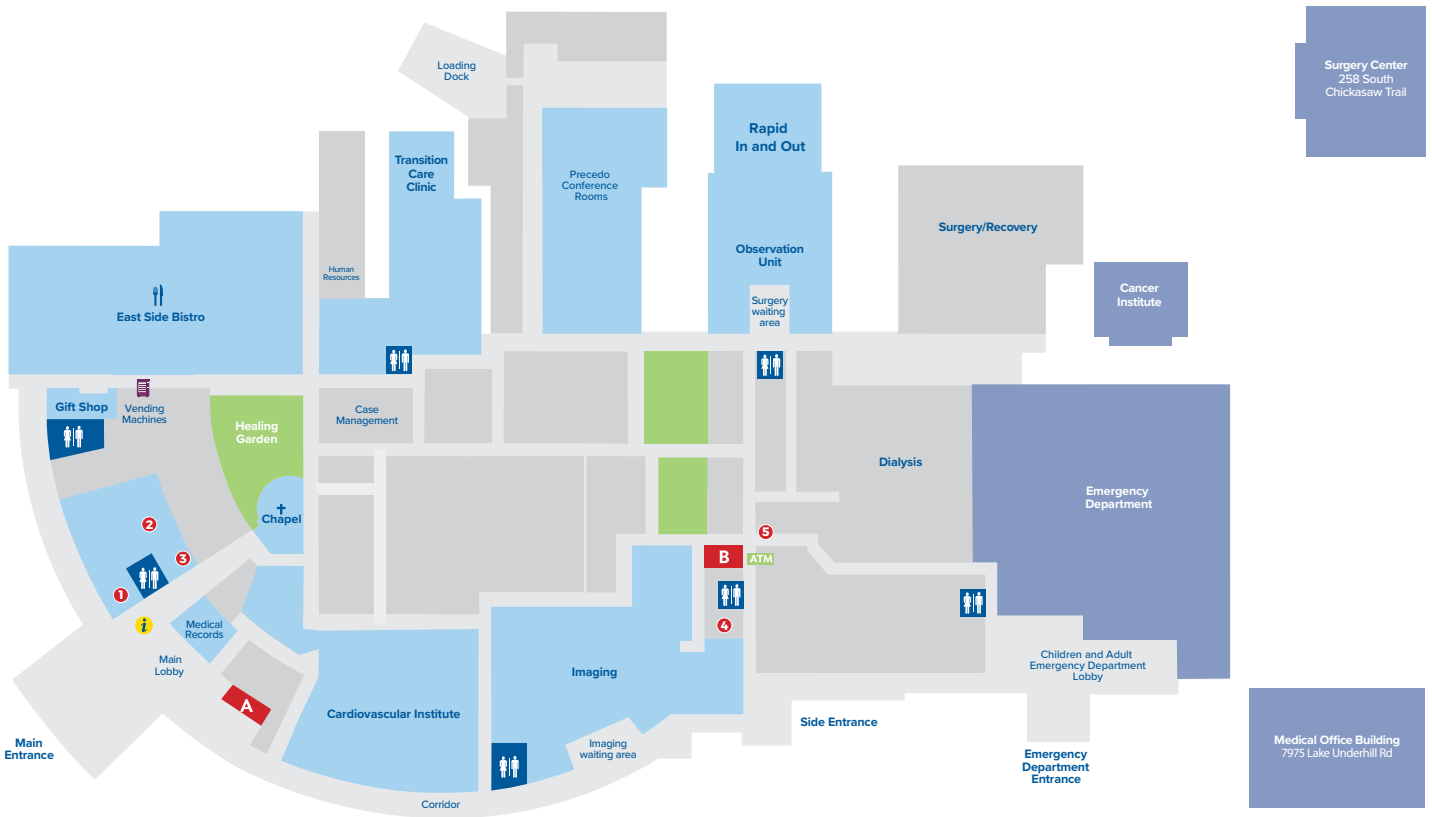 Loading
Dock
Surgery Center
258 South
Chickasaw Trail
Rapid
In and Out
Transition
Care
Clinic
Precedo
Conference
Rooms
Surgery/Recovery
Observation
Unit
Human
Resources
Cancer
Institute
Surgery
waiting
area
East Side Bistro
Gift Shop
Vending
Machines
Case
Management
Healing
Garden
Dialysis
Emergency
Department
Chapel
2
5
3
B
ATM
1
4
i
Medical
Records
Main
Lobby
Children and Adult
Emergency Department
Lobby
Imaging
A
Cardiovascular Institute
Side Entrance
Main
Entrance
Imaging
waiting area
Emergency
Department
Entrance
Medical Office Building
7975 Lake Underhill Rd
Corridor